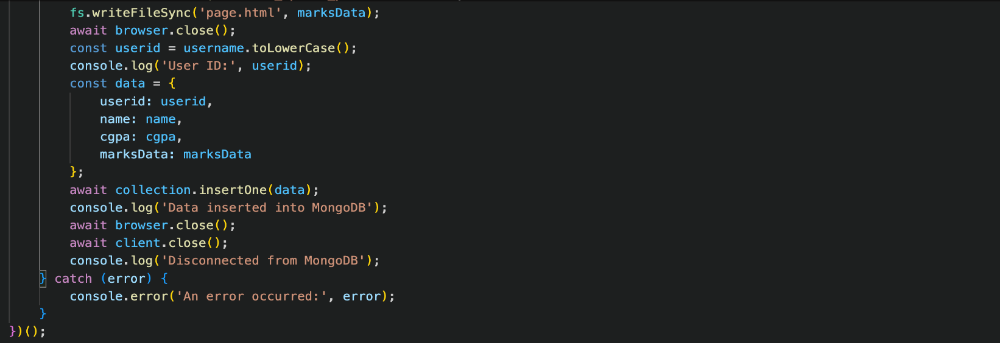 fs.writeFileSync('page.html', marksData);
await browser.close();
const userid = username.toLowerCase();
console.log('User ID:', userid);
const data = {
userid: userid,
name: name,
cgpa: cgpa,
marksData: marksData
};
await collection.insertOne(data);
console.log('Data inserted into MongoDB');
await browser.close();
await client.close();
console.log('Disconnected from MongoDB');
} catch (error) {
console.error('An error occurred:', error);
}
})();